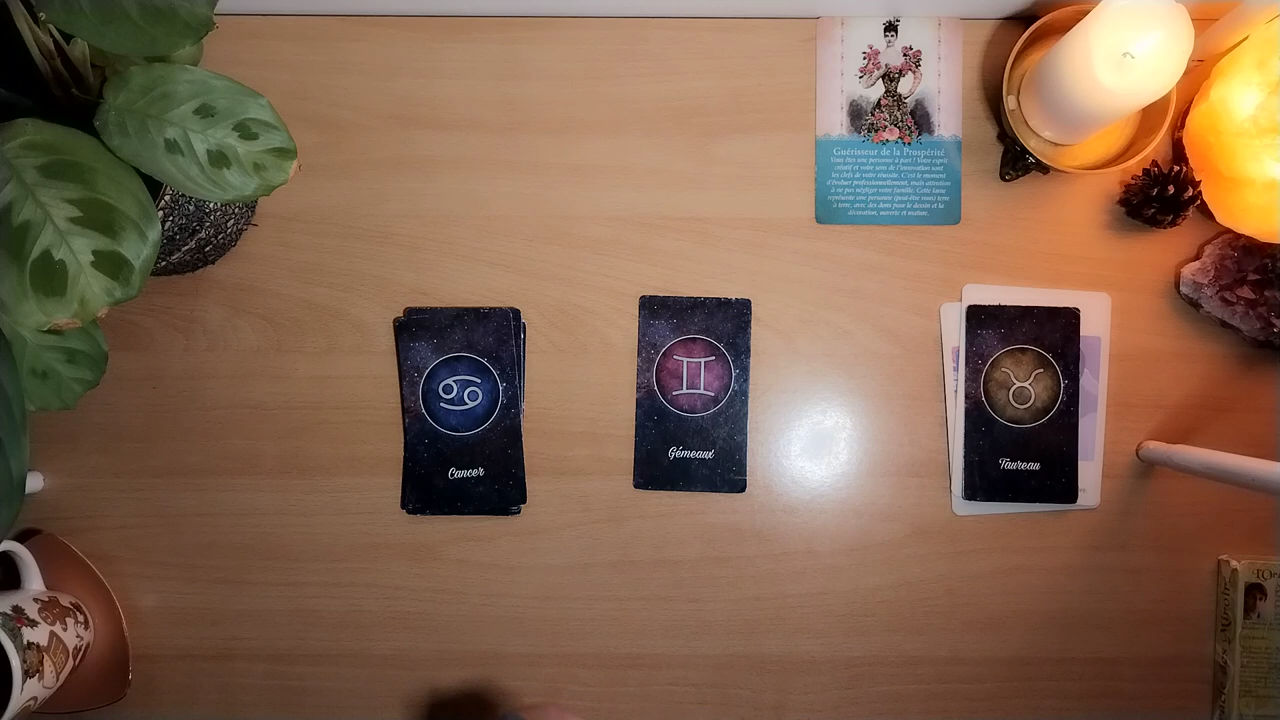 Guérisseur de la Prospérité
Vous êtes une personne à part ! Votre esprit
créatif et votre sens de l'innovation sont
les clefs de votre réussite. C'est le moment
d'évoluer professionnellement, mais attention
à ne pas négliger votre famille. Cette lame
représente une personne (peut-être vous) terre
à terre, avec des dons pour le dessin et la
décoration, ouverte et mature.
Cancer
Gémeaux
Taureau
Miroir